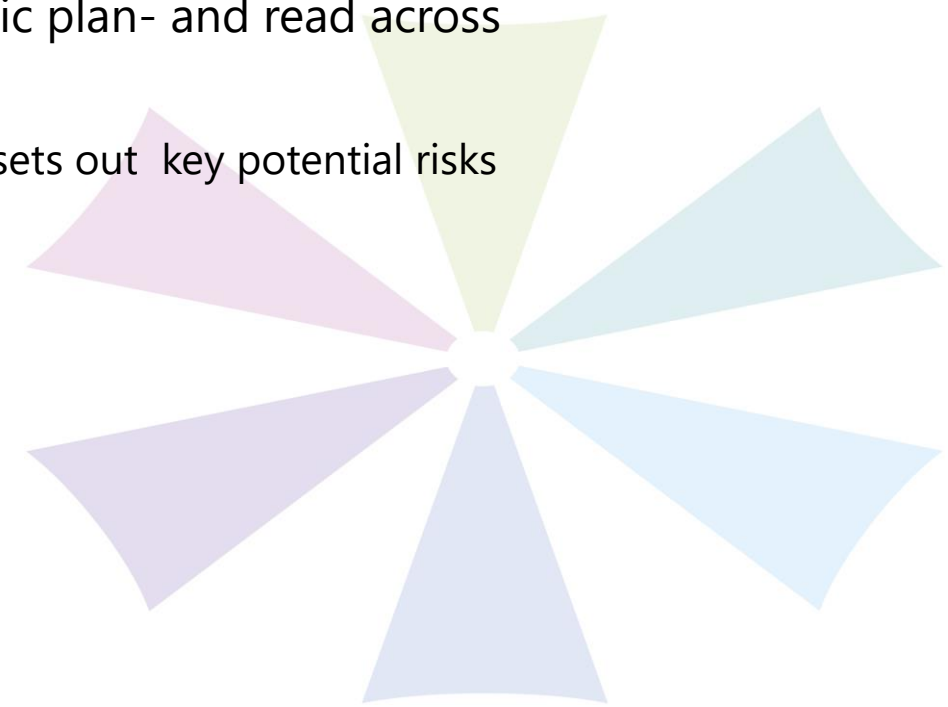 ic plan- and read across
sets out  key potential risks